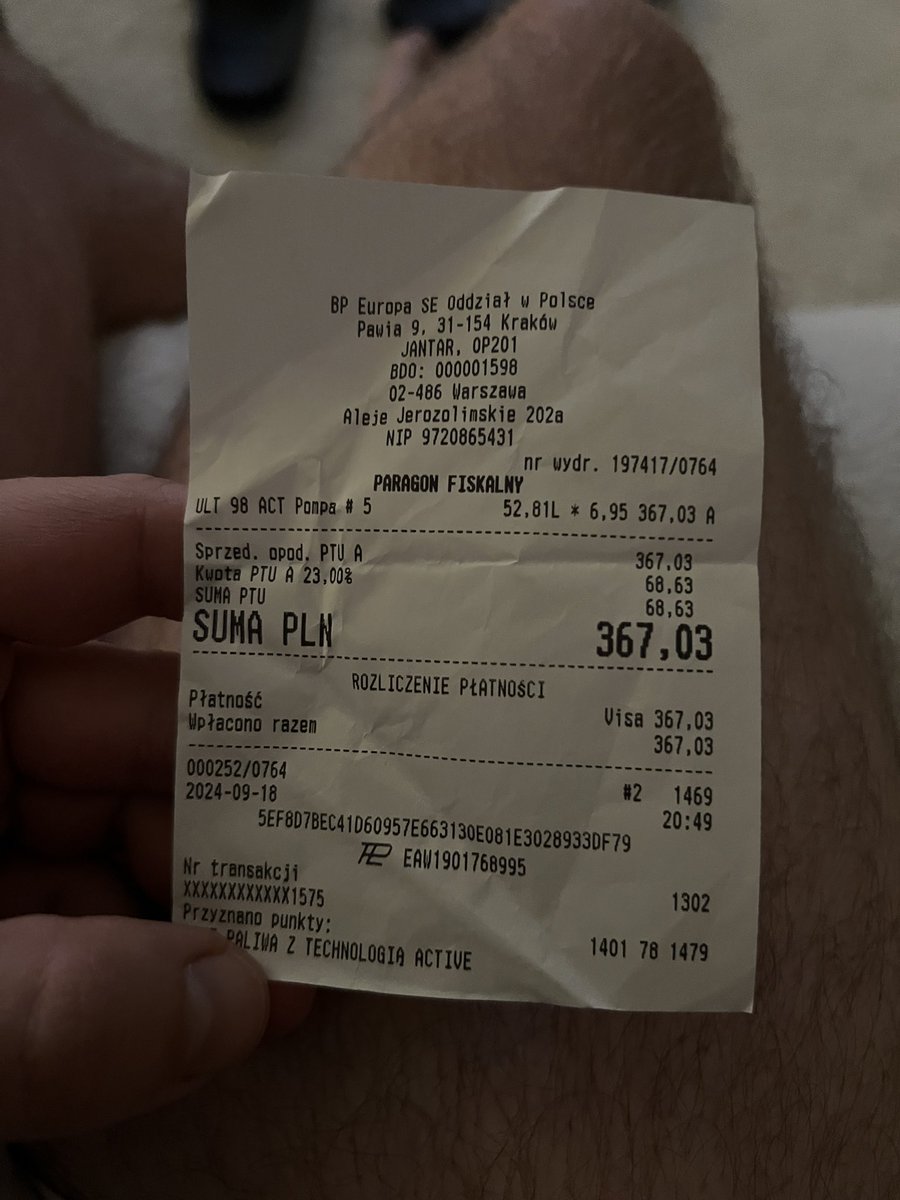 BP Europa SE Oddział w Polsce
Pawia 9, 31-154 Kraków
JANTAR, OP201
BDO: 000001598
02-486 Warszawa
Aleje Jerozolimskie 202a
NIP 9720865431
nr wydr. 197417/0764
PARAGON FISKALNY
ULT 98 ACT Pompa # 5 52,81L * 6,95 367,03 A
Sprzed. opod. PTU A 367,03
Kwota PTU A 23,00% 68,63
SUMA PTU 68,63
SUMA PLN 367,03
ROZLICZENIE PŁATNOŚCI
Płatność Visa 367,03
Wpłacono razem 367,03
000252/0764 #2 1469
2024-09-18 20:49
5EF8D7BEC41D60957E663130E081E3028933DF79
EAW1901768995
Nr transakcji 1302
XXXXXXXXXXXX1575
Przyznano punkty: 1401 78 1479
PALIWA Z TECHNOLOGIĄ ACTIVE